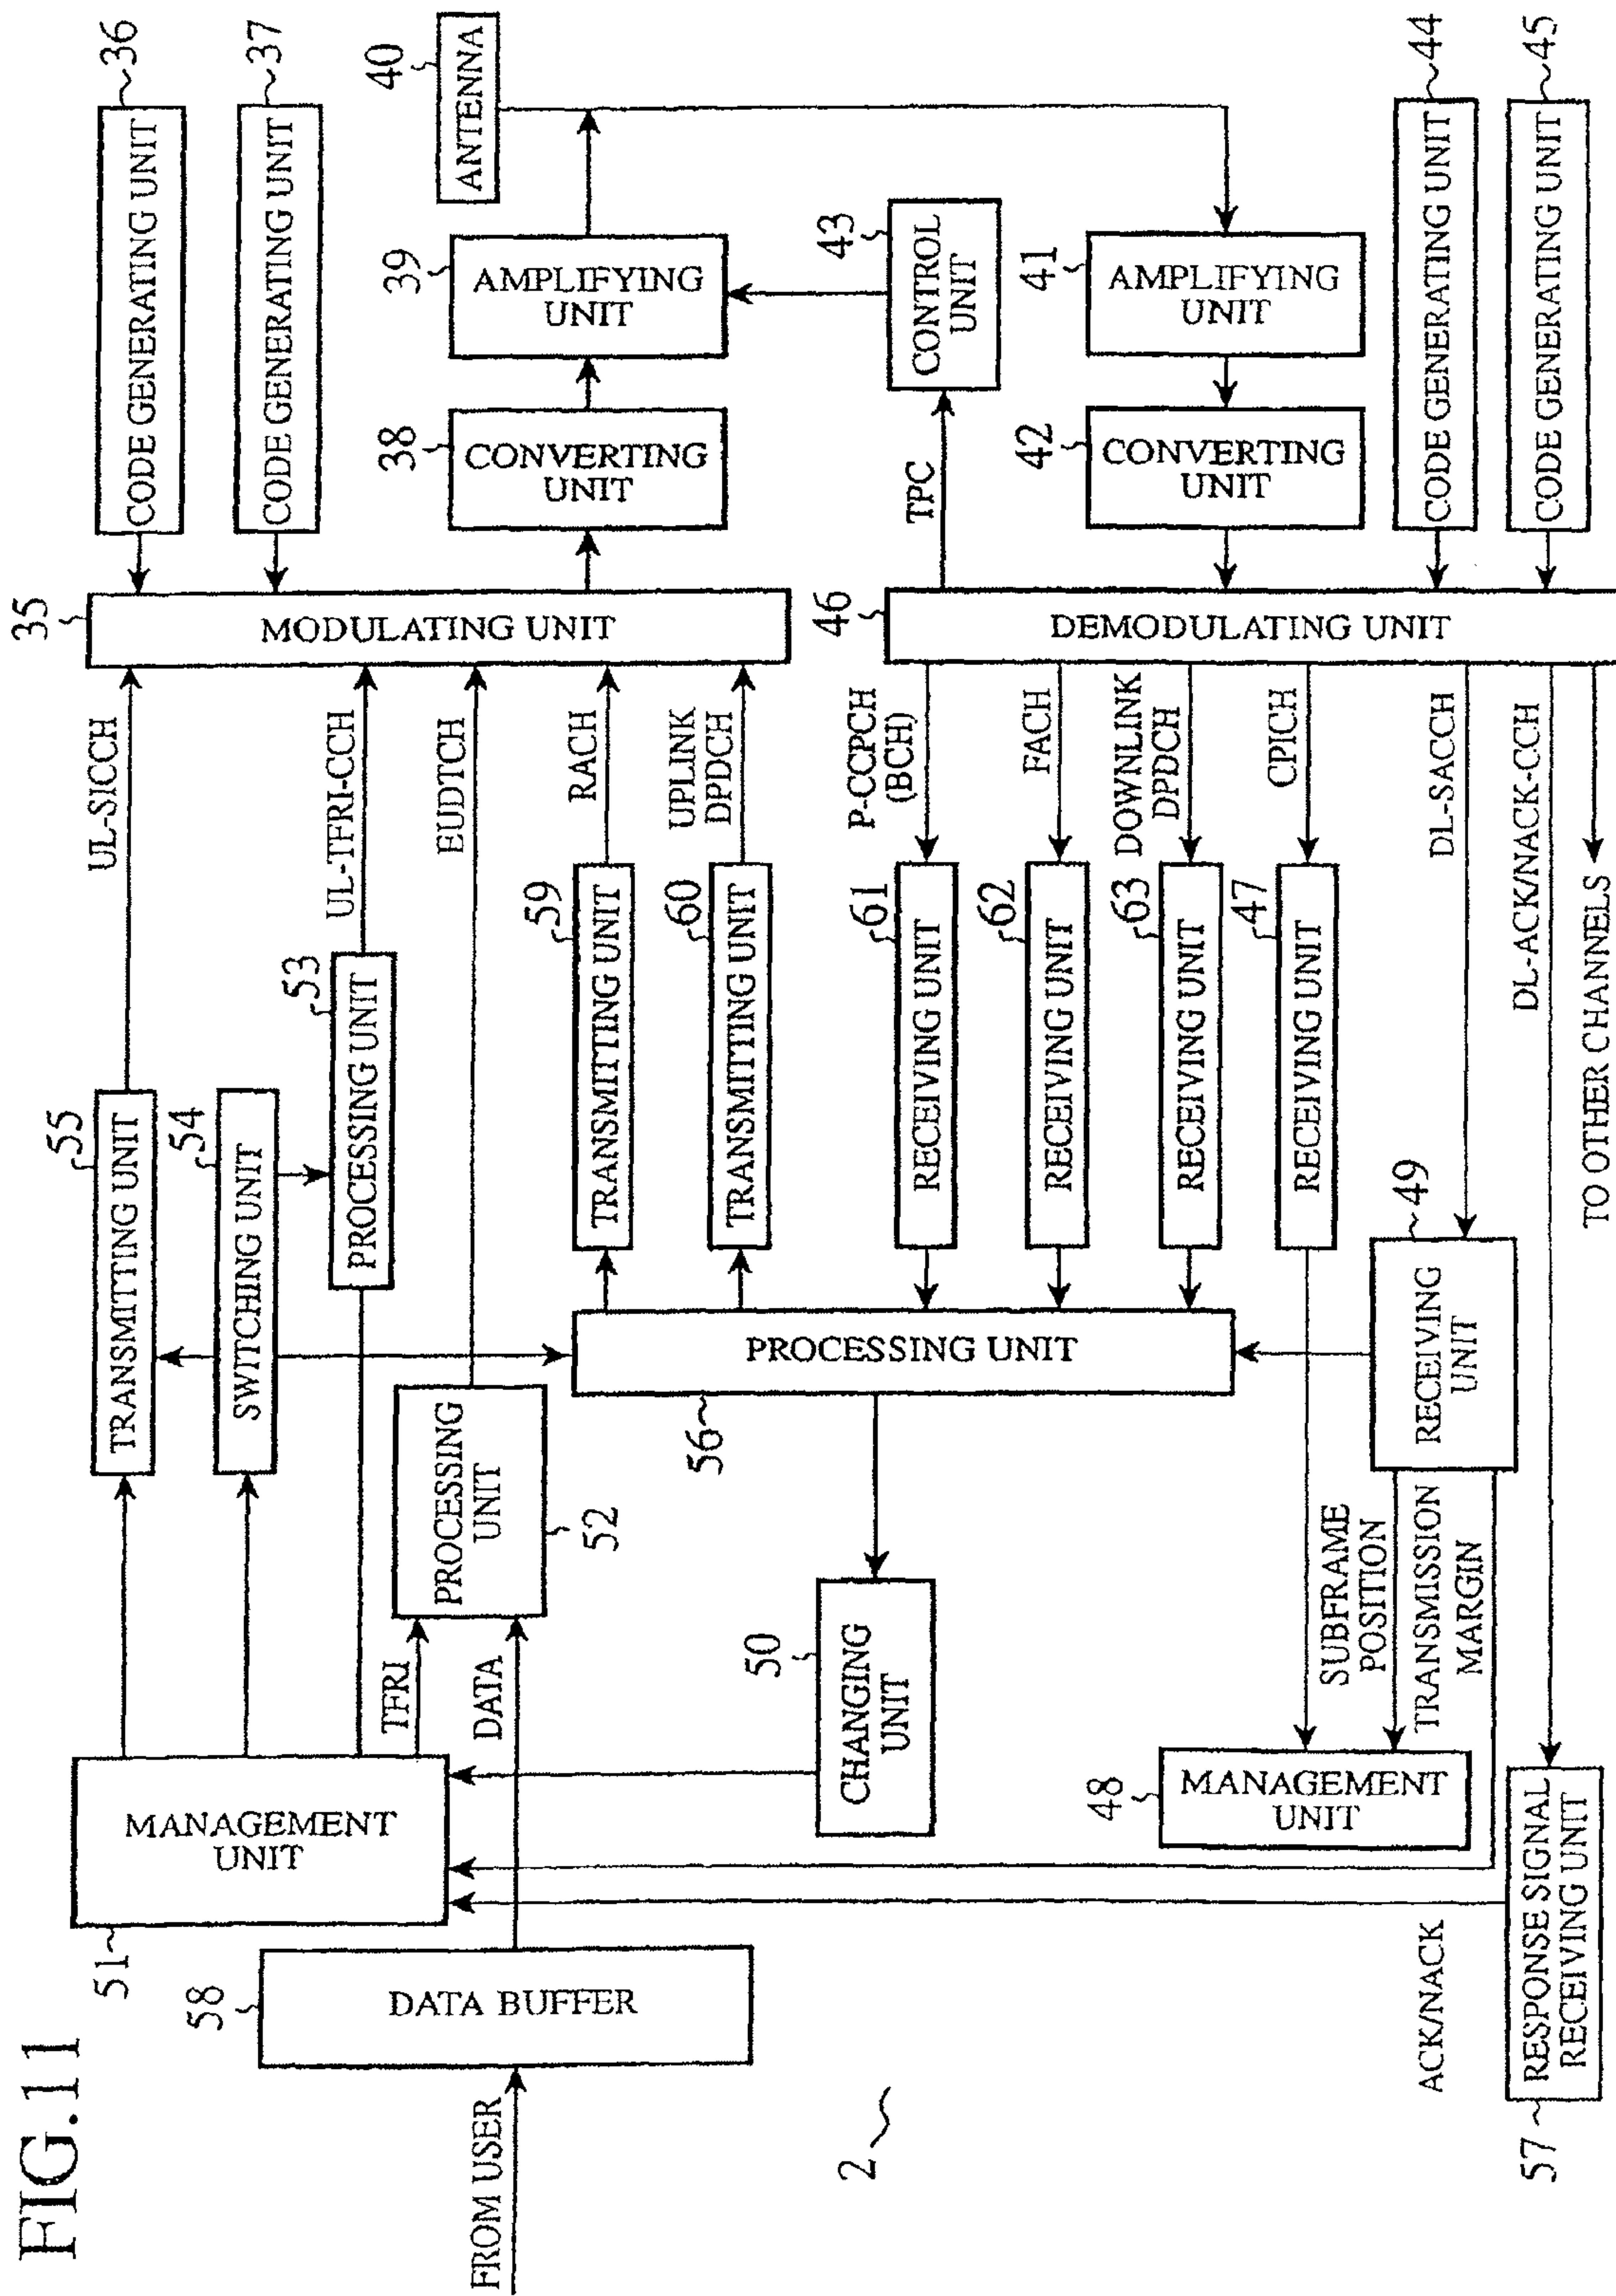 FIG.11
FROM USER
58
DATA BUFFER
51
MANAGEMENT
UNIT
TFRI
DATA
55
TRANSMITTING UNIT
54
SWITCHING UNIT
53
PROCESSING UNIT
PROCESSING
UNIT
52
UL-SICCH
UL-TFRI-CCH
EUDTCH
59
TRANSMITTING UNIT
RACH
60
TRANSMITTING UNIT
UPLINK
DPDCH
35
MODULATING UNIT
36
CODE GENERATING UNIT
37
CODE GENERATING UNIT
38
CONVERTING
UNIT
39
AMPLIFYING
UNIT
40
ANTENNA
43
CONTROL
UNIT
TPC
41
AMPLIFYING
UNIT
42
CONVERTING
UNIT
44
CODE GENERATING UNIT
45
CODE GENERATING UNIT
46
DEMODULATING UNIT
P-CCPCH
(BCH)
61
RECEIVING UNIT
FACH
62
RECEIVING UNIT
DOWNLINK
DPDCH
63
RECEIVING UNIT
CPICH
47
RECEIVING UNIT
DL-SACCH
DL-ACK/NACK-CCH
TO OTHER CHANNELS
PROCESSING UNIT
56
50
CHANGING
UNIT
49
RECEIVING
UNIT
SUBFRAME
POSITION
TRANSMISSION
MARGIN
48
MANAGEMENT
UNIT
ACK/NACK
57
RESPONSE SIGNAL
RECEIVING UNIT
2